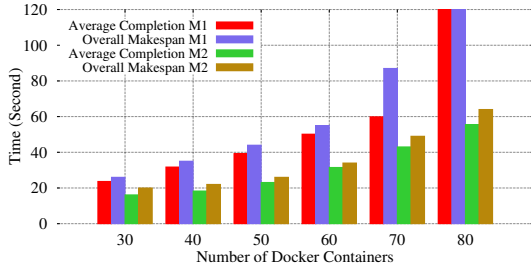 120
100
80
60
40
20
0
Time (Second)
Average Completion M1
Overall Makespan M1
Average Completion M2
Overall Makespan M2
30 40 50 60 70 80
Number of Docker Containers